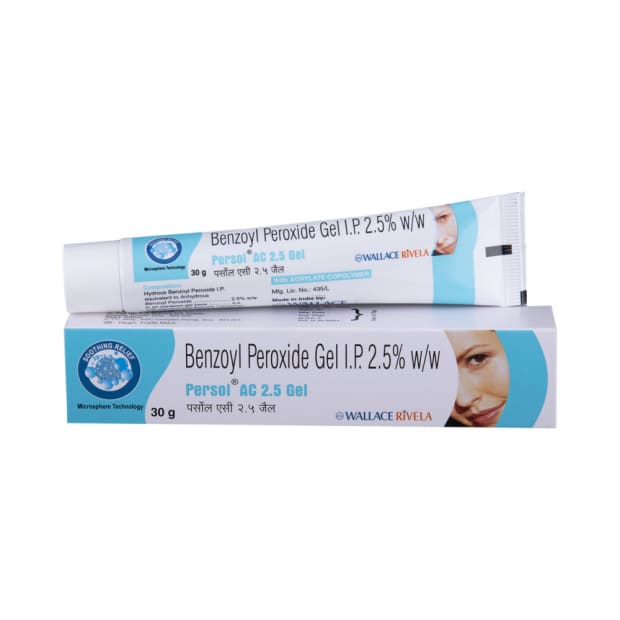 Benzoyl Peroxide Gel I.P. 2.5% w/w
Persol® AC 2.5 Gel
पर्सोल एसी २.५ जैल
30 g
Microsphere Technology
WALLACE RIVELA
With ACRYLATE COPOLYMER
Composition:
Hydrous Benzoyl Peroxide I.P.
equivalent to Anhydrous
Benzoyl Peroxide 2.5% w/w
Mfg. Lic. No.: 435/L
Made in India by:
WALLACE
SOOTHING RELIEF
Microsphere Technology
Benzoyl Peroxide Gel I.P. 2.5% w/w
Persol® AC 2.5 Gel
पर्सोल एसी २.५ जैल
30 g
WALLACE RIVELA